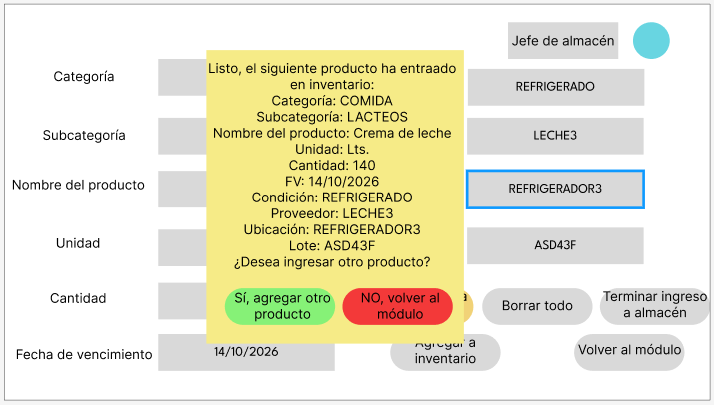 Jefe de almacén
Categoría
Subcategoría
Nombre del producto
Unidad
Cantidad
Fecha de vencimiento
14/10/2026
Listo, el siguiente producto ha entraado
en inventario:
Categoría: COMIDA
Subcategoría: LACTEOS
Nombre del producto: Crema de leche
Unidad: Lts.
Cantidad: 140
FV: 14/10/2026
Condición: REFRIGERADO
Proveedor: LECHE3
Ubicación: REFRIGERADOR3
Lote: ASD43F
¿Desea ingresar otro producto?
Sí, agregar otro
producto
NO, volver al
módulo
REFRIGERADO
LECHE3
REFRIGERADOR3
ASD43F
a
Borrar todo
Terminar ingreso
a almacén
Agregar a
inventario
Volver al módulo